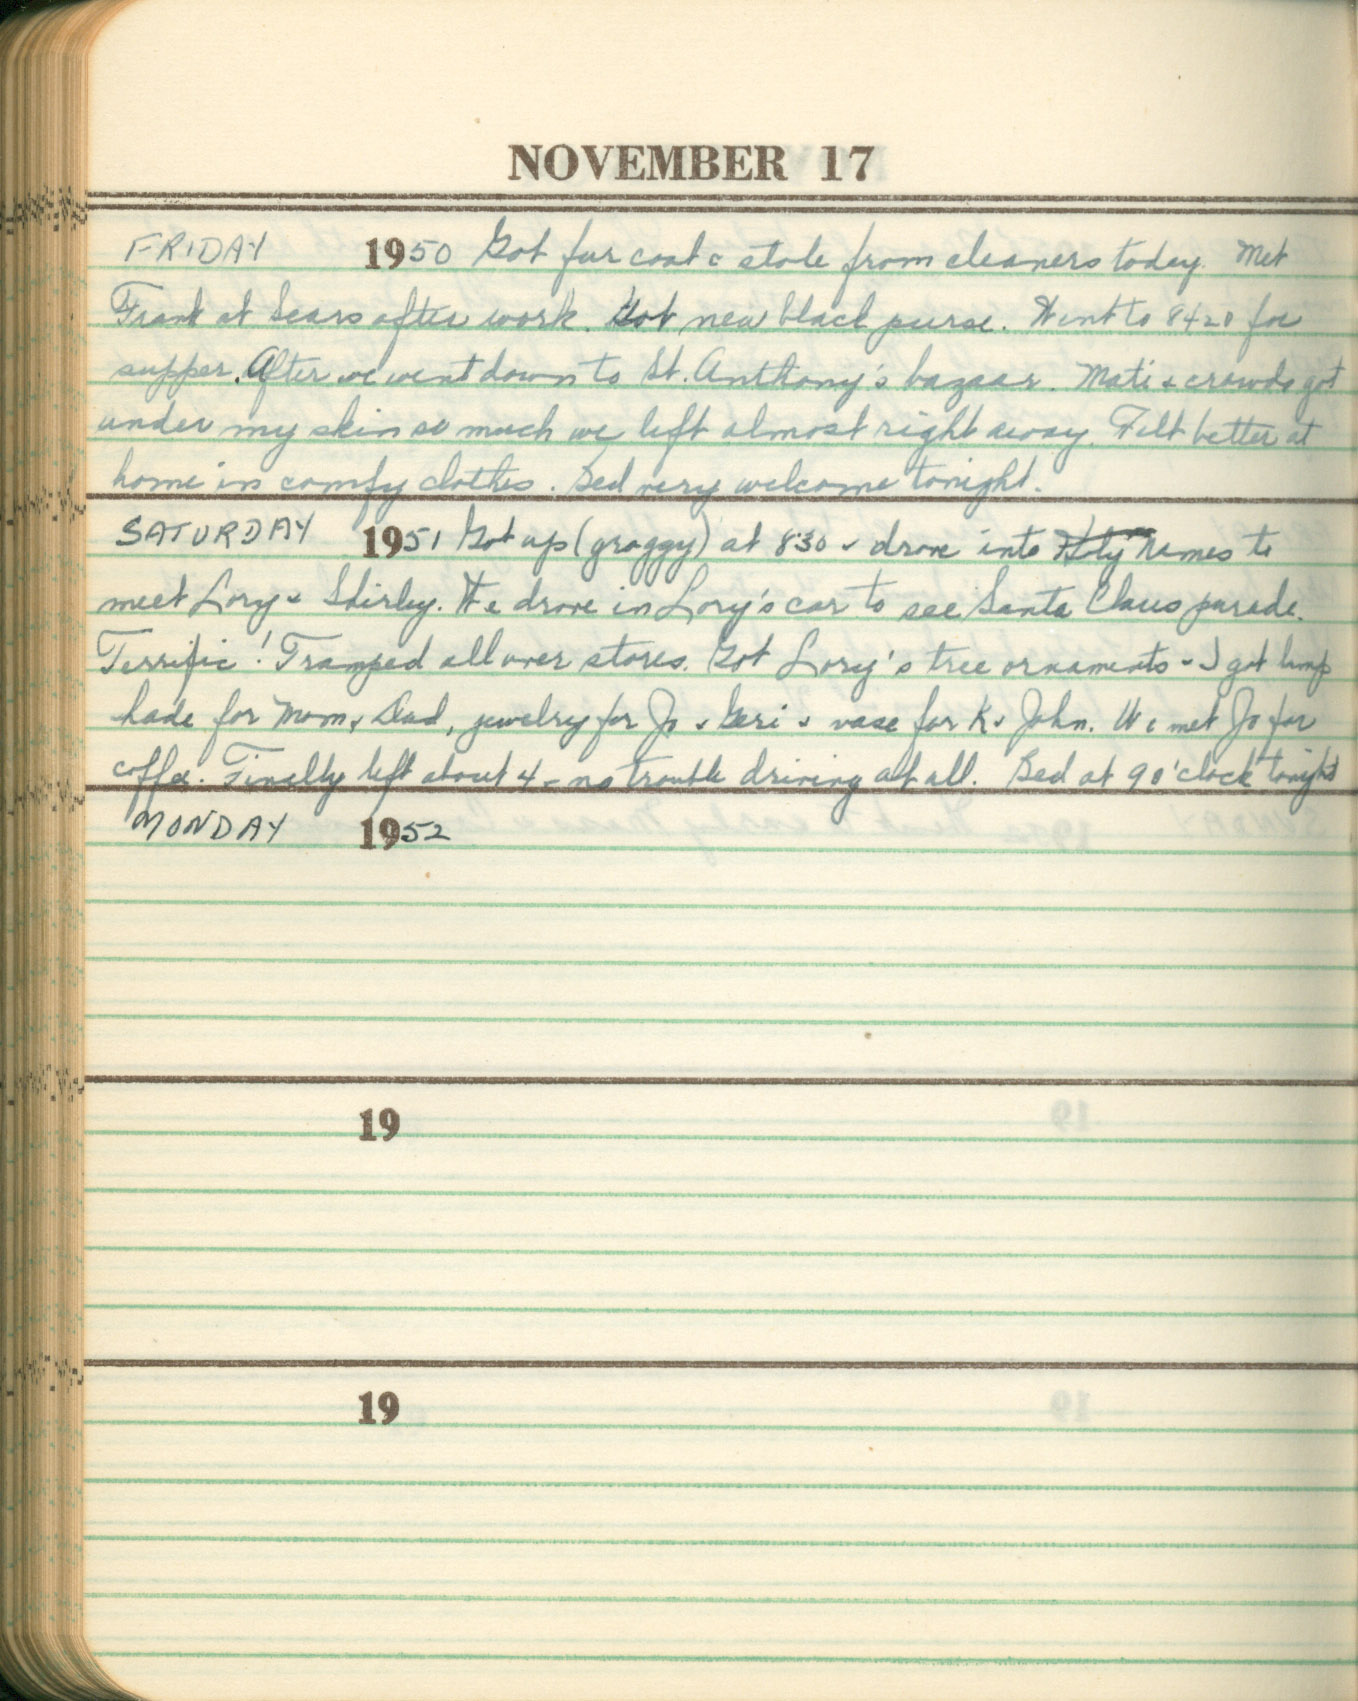 NOVEMBER 17
FRIDAY 1950 Got fur coat c stole from cleaners today. Met
Frank at Sears after work. Got new black purse. Went to 8420 for
supper. After we went down to St. Anthony's bazaar. Mati & crowds got
under my skin so much we left almost right away. Felt better at
home in comfy clothes. Bed very welcome tonight.
SATURDAY 1951 Got up (groggy) at 830 & drove into Holy Names to
meet Lory & Shirley. We drove in Lory's car to see Santa Claus parade.
Terrific! Tramped all over stores. Got Lory's tree ornaments - I got lamp
hade for Mom & Dad, jewelry for Jo & Geri & vase for K & John. We met Jo for
coffee. Finally left about 4 - no trouble driving at all. Bed at 9 o'clock tonight
MONDAY 1952
19
19